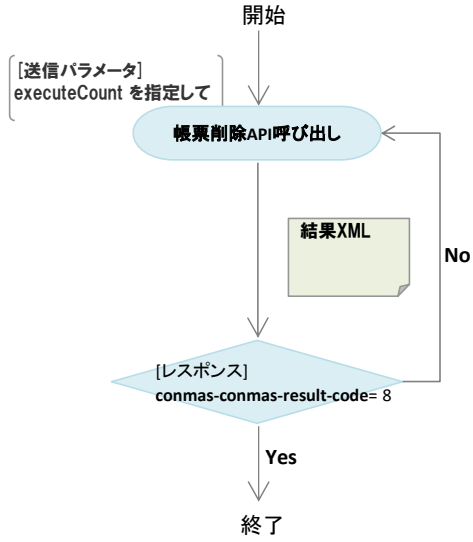 開始
[送信パラメータ]
executeCount を指定して
帳票削除API呼び出し
結果XML
No
[レスポンス]
conmas-conmas-result-code= 8
Yes
終了